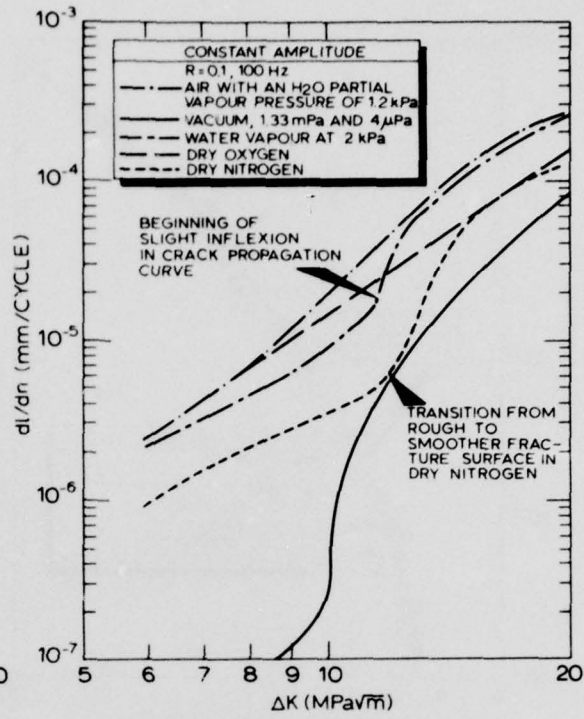 10⁻³
CONSTANT AMPLITUDE
R=0.1, 100 Hz
AIR WITH AN H2O PARTIAL
VAPOUR PRESSURE OF 1.2 kPa
VACUUM, 1.33 mPa AND 4 μPa
WATER VAPOUR AT 2 kPa
DRY OXYGEN
DRY NITROGEN
10⁻⁴
BEGINNING OF
SLIGHT INFLEXION
IN CRACK PROPAGATION
CURVE
dl/dn (mm/CYCLE)
10⁻⁵
TRANSITION FROM
ROUGH TO
SMOOTHER FRAC-
TURE SURFACE IN
DRY NITROGEN
10⁻⁶
10⁻⁷
0 5 6 7 8 9 10 20
ΔK (MPa√m)